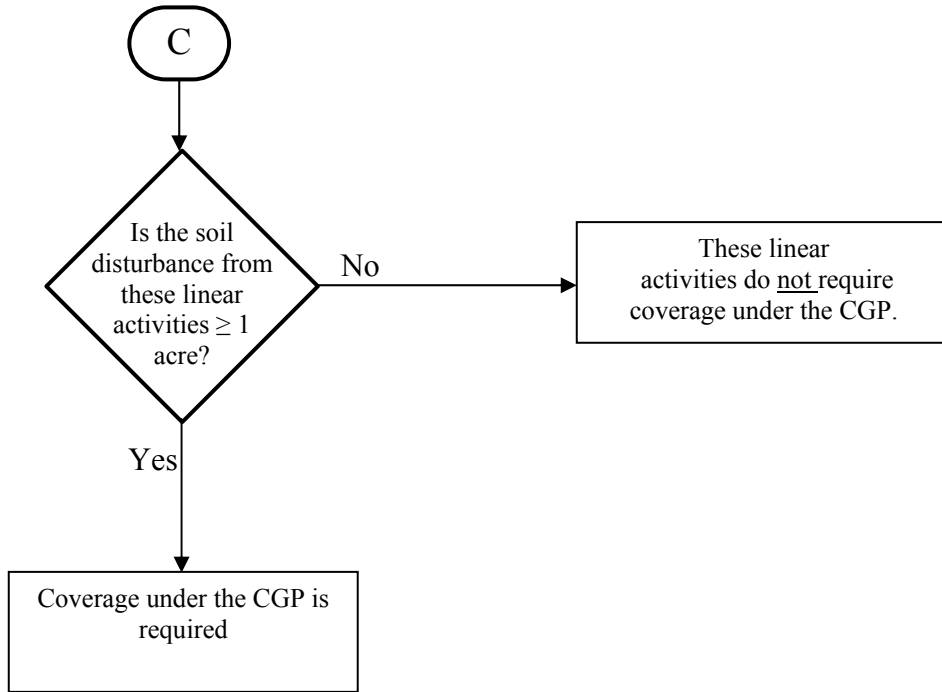 C
Is the soil
disturbance from
these linear
activities ≥ 1
acre?
No
These linear
activities do not require
coverage under the CGP.
Yes
Coverage under the CGP is
required